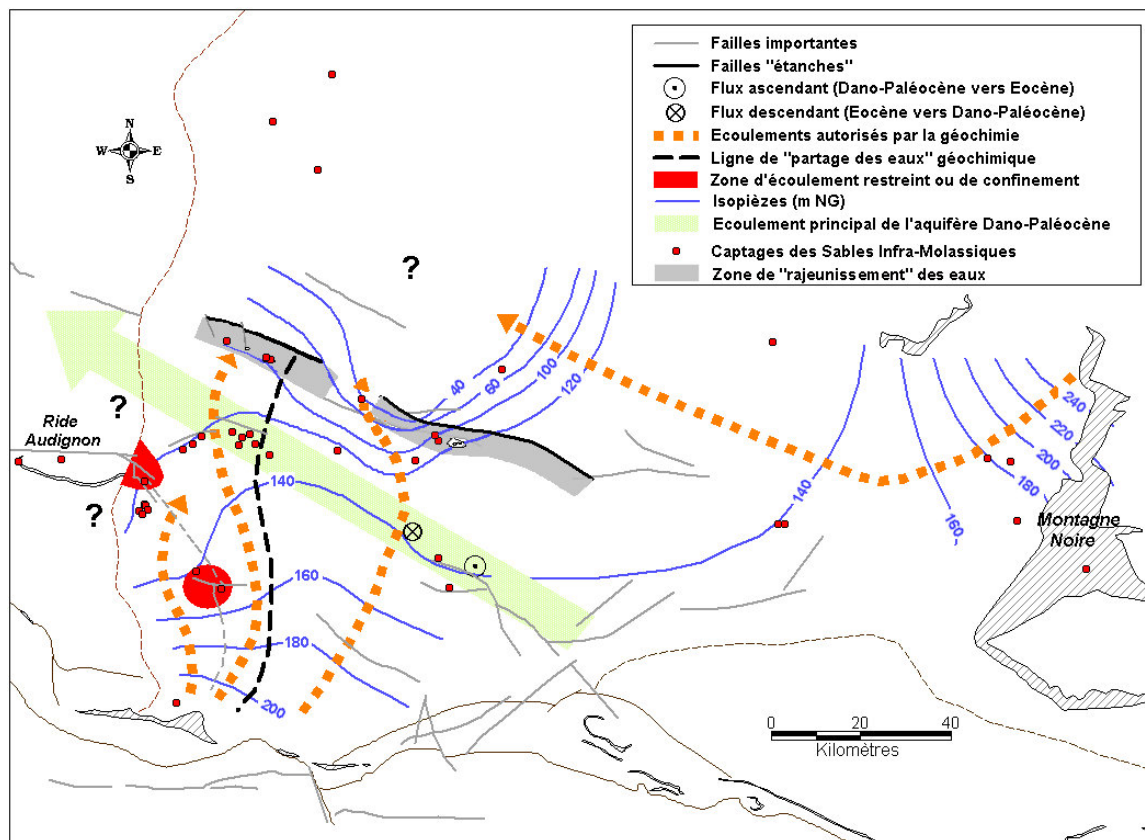 Failles importantes
Failles "étanches"
Flux ascendant (Dano-Paléocène vers Eocène)
Flux descendant (Eocène vers Dano-Paléocène)
Ecoulements autorisés par la géochimie
Ligne de "partage des eaux" géochimique
Zone d'écoulement restreint ou de confinement
Isopièzes (m NG)
Ecoulement principal de l'aquifère Dano-Paléocène
Captages des Sables Infra-Molassiques
Zone de "rajeunissement" des eaux
N
W E
S
?
40
60
100
120
240
220
200
180
160
140
?
Ride
Audignon
?
140
160
180
200
Montagne
Noire
0 20 40
Kilomètres